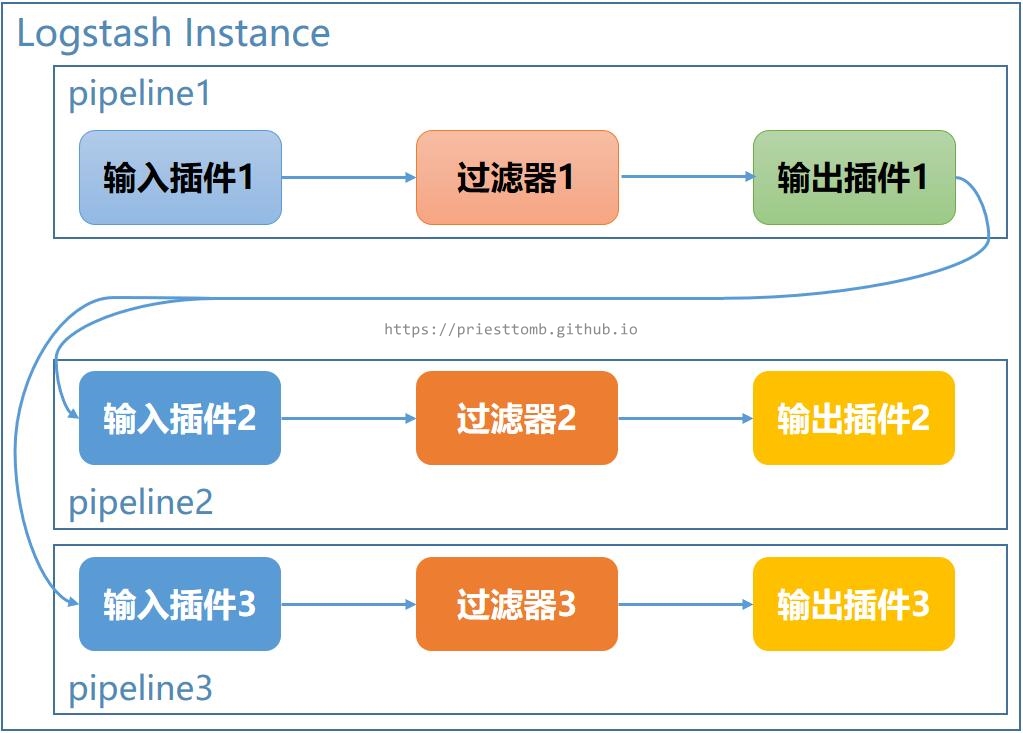 Logstash Instance
pipeline1
输入插件1
过滤器1
输出插件1
https://priesttomb.github.io
输入插件2
过滤器2
输出插件2
pipeline2
输入插件3
过滤器3
输出插件3
pipeline3